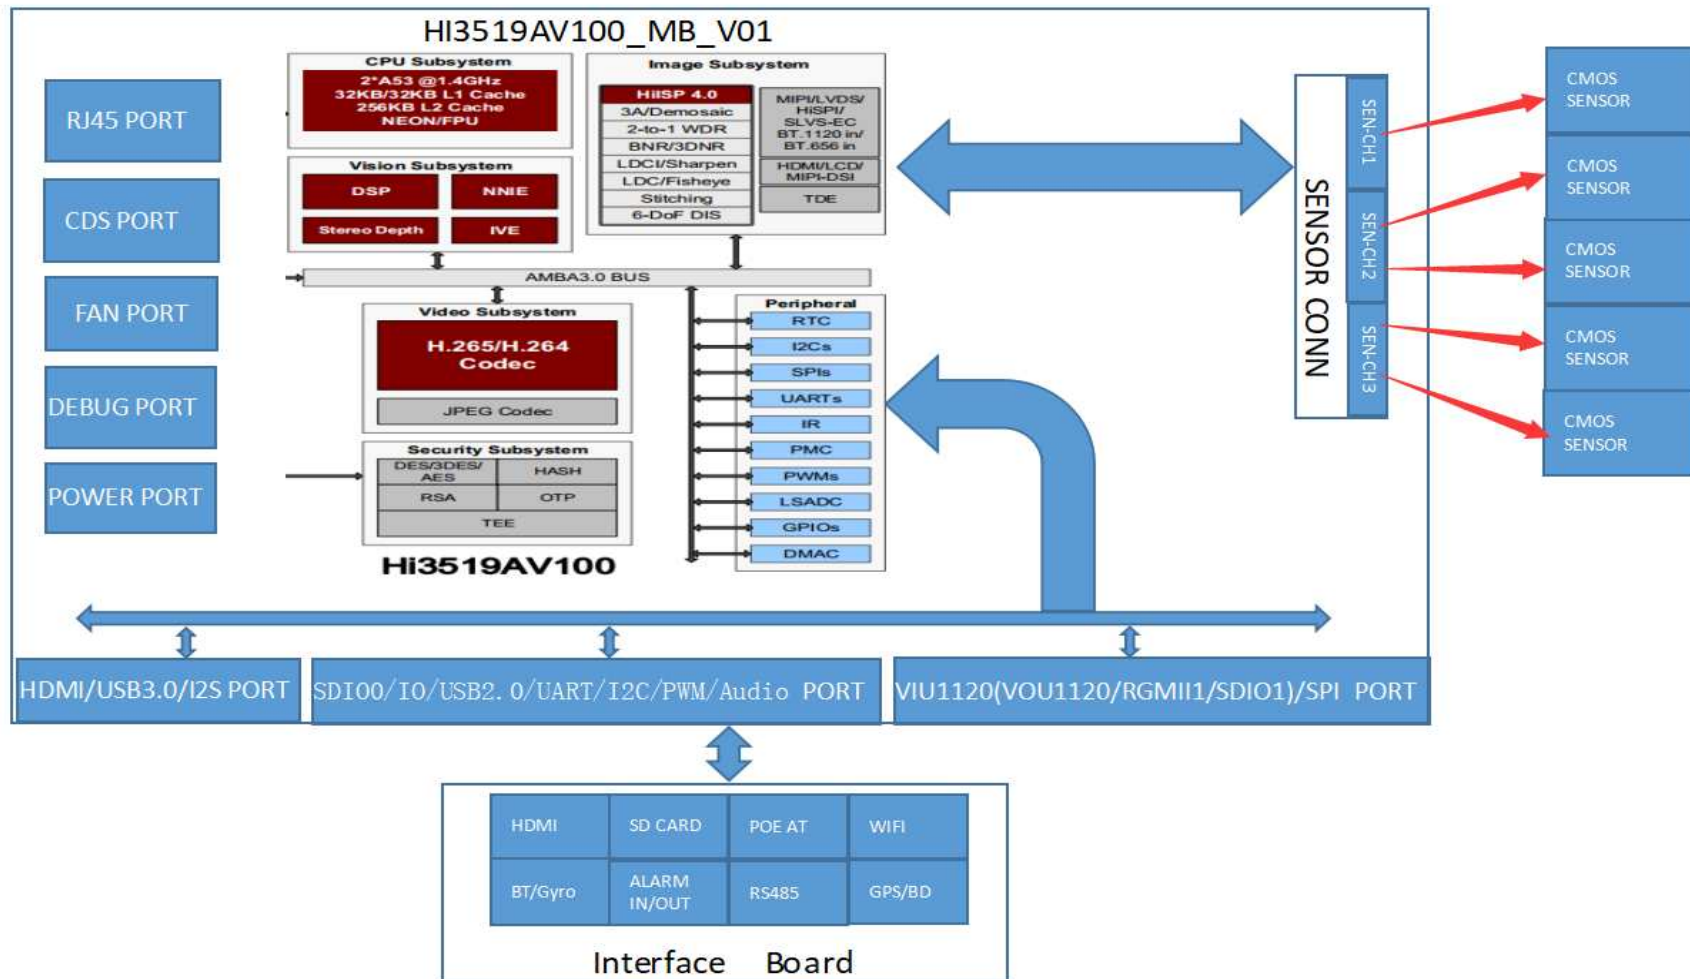 HI3519AV100_MB_V01
RJ45 PORT
CDS PORT
FAN PORT
DEBUG PORT
POWER PORT
CPU Subsystem
2*A53 @1.4GHz
32KB/32KB L1 Cache
256KB L2 Cache
NEON/FPU
Vision Subsystem
DSP
NNIE
Stereo Depth
IVE
Image Subsystem
HiISP 4.0
3A/Demosaic
2-to-1 WDR
BNR/3DNR
LDCI/Sharpen
LDC/Fisheye
Stitching
6-DoF DIS
MIPI/LVDS/
HiSPI/
SLVS-EC
BT.1120 in/
BT.656 in
HDMI/LCD/
MIPI-DSI
TDE
AMBA3.0 BUS
Video Subsystem
H.265/H.264
Codec
JPEG Codec
Security Subsystem
DES/3DES/
AES
HASH
RSA
OTP
TEE
Hi3519AV100
Peripheral
RTC
I2Cs
SPIs
UARTs
IR
PMC
PWMs
LSADC
GPIOs
DMAC
SENSOR CONN
SEN-CH1
SEN-CH2
SEN-CH3
CMOS
SENSOR
CMOS
SENSOR
CMOS
SENSOR
CMOS
SENSOR
CMOS
SENSOR
HDMI/USB3.0/I2S PORT
SDIO0/IO/USB2.0/UART/I2C/PWM/Audio PORT
VIU1120(VOU1120/RGMII1/SDIO1)/SPI PORT
HDMI
SD CARD
POE AT
WIFI
BT/Gyro
ALARM
IN/OUT
RS485
GPS/BD
Interface Board